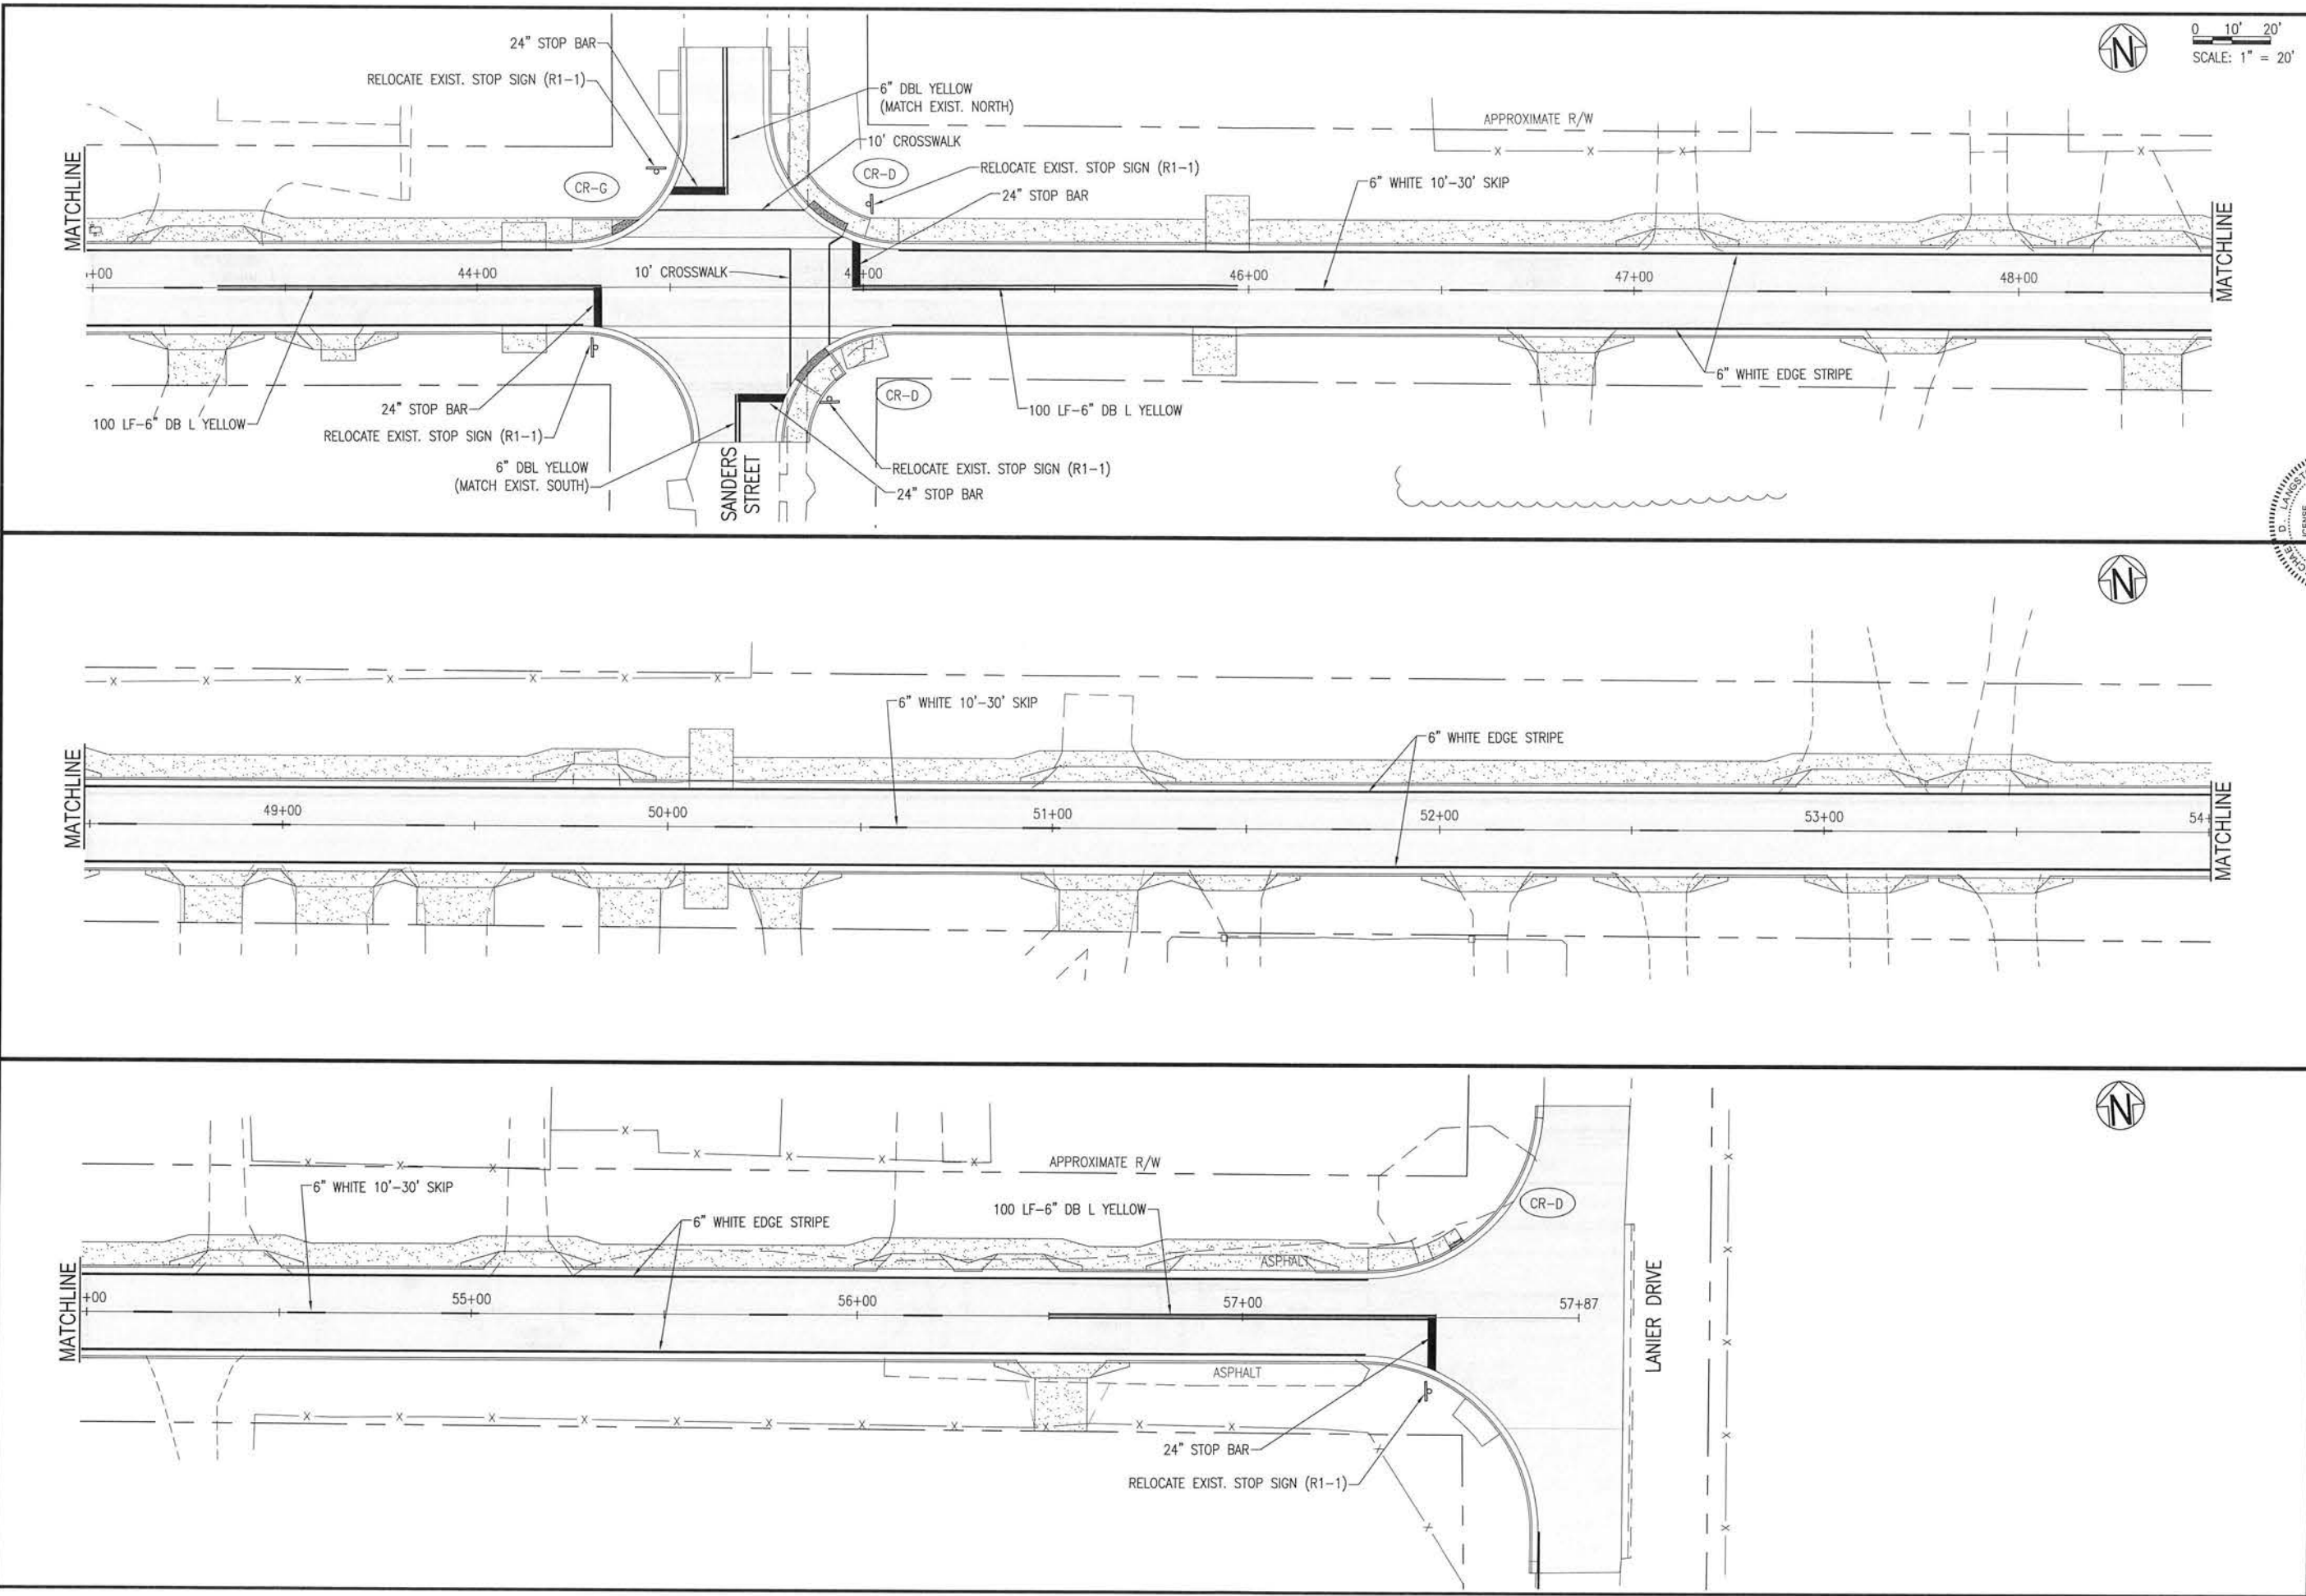 24" STOP BAR
RELOCATE EXIST. STOP SIGN (R1-1)
6" DBL YELLOW
(MATCH EXIST. NORTH)
10' CROSSWALK
N
0 10' 20'
SCALE: 1" = 20'
APPROXIMATE R/W
MATCHLINE
CR-G
CR-D
RELOCATE EXIST. STOP SIGN (R1-1)
24" STOP BAR
6" WHITE 10'-30' SKIP
MATCHLINE
+00
44+00
10' CROSSWALK
+00
46+00
47+00
48+00
100 LF-6" DB L YELLOW
24" STOP BAR
RELOCATE EXIST. STOP SIGN (R1-1)
6" DBL YELLOW
(MATCH EXIST. SOUTH)
SANDERS
STREET
CR-D
100 LF-6" DB L YELLOW
6" WHITE EDGE STRIPE
RELOCATE EXIST. STOP SIGN (R1-1)
24" STOP BAR
N
6" WHITE 10'-30' SKIP
6" WHITE EDGE STRIPE
MATCHLINE
49+00
50+00
51+00
52+00
53+00
54+
MATCHLINE
N
APPROXIMATE R/W
6" WHITE 10'-30' SKIP
6" WHITE EDGE STRIPE
100 LF-6" DB L YELLOW
CR-D
ASPHALT
MATCHLINE
+00
55+00
56+00
57+00
57+87
LANIER DRIVE
ASPHALT
24" STOP BAR
RELOCATE EXIST. STOP SIGN (R1-1)